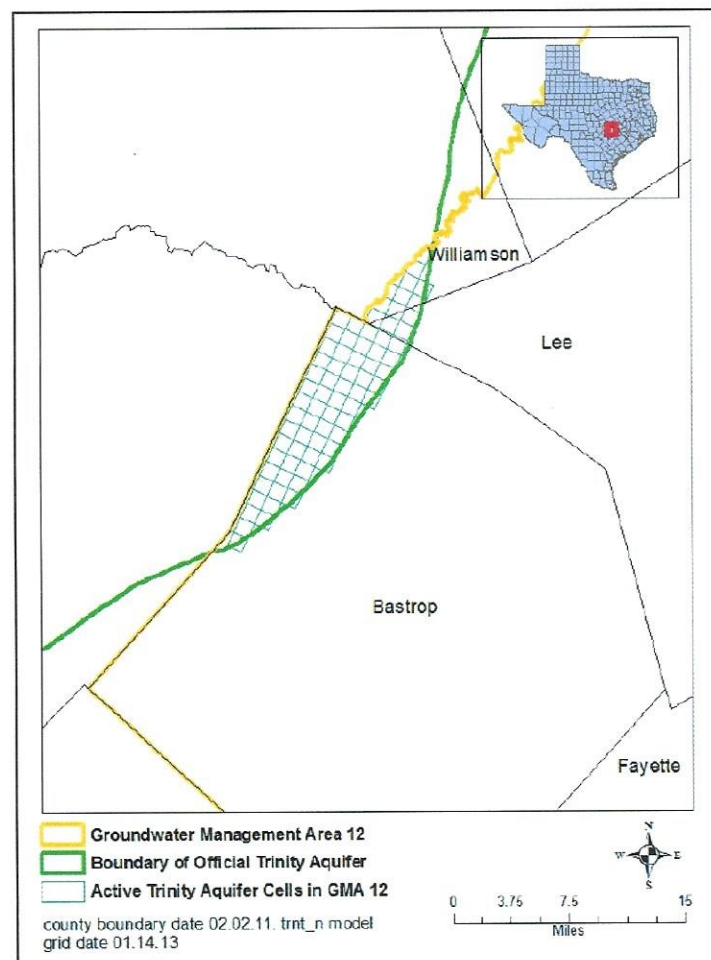 Williamson
Lee
Bastrop
Fayette
Groundwater Management Area 12
Boundary of Official Trinity Aquifer
Active Trinity Aquifer Cells in GMA 12
county boundary date 02.02.11. trnt_n model
grid date 01.14.13
N
W E
S
0 3.75 7.5 15
Miles